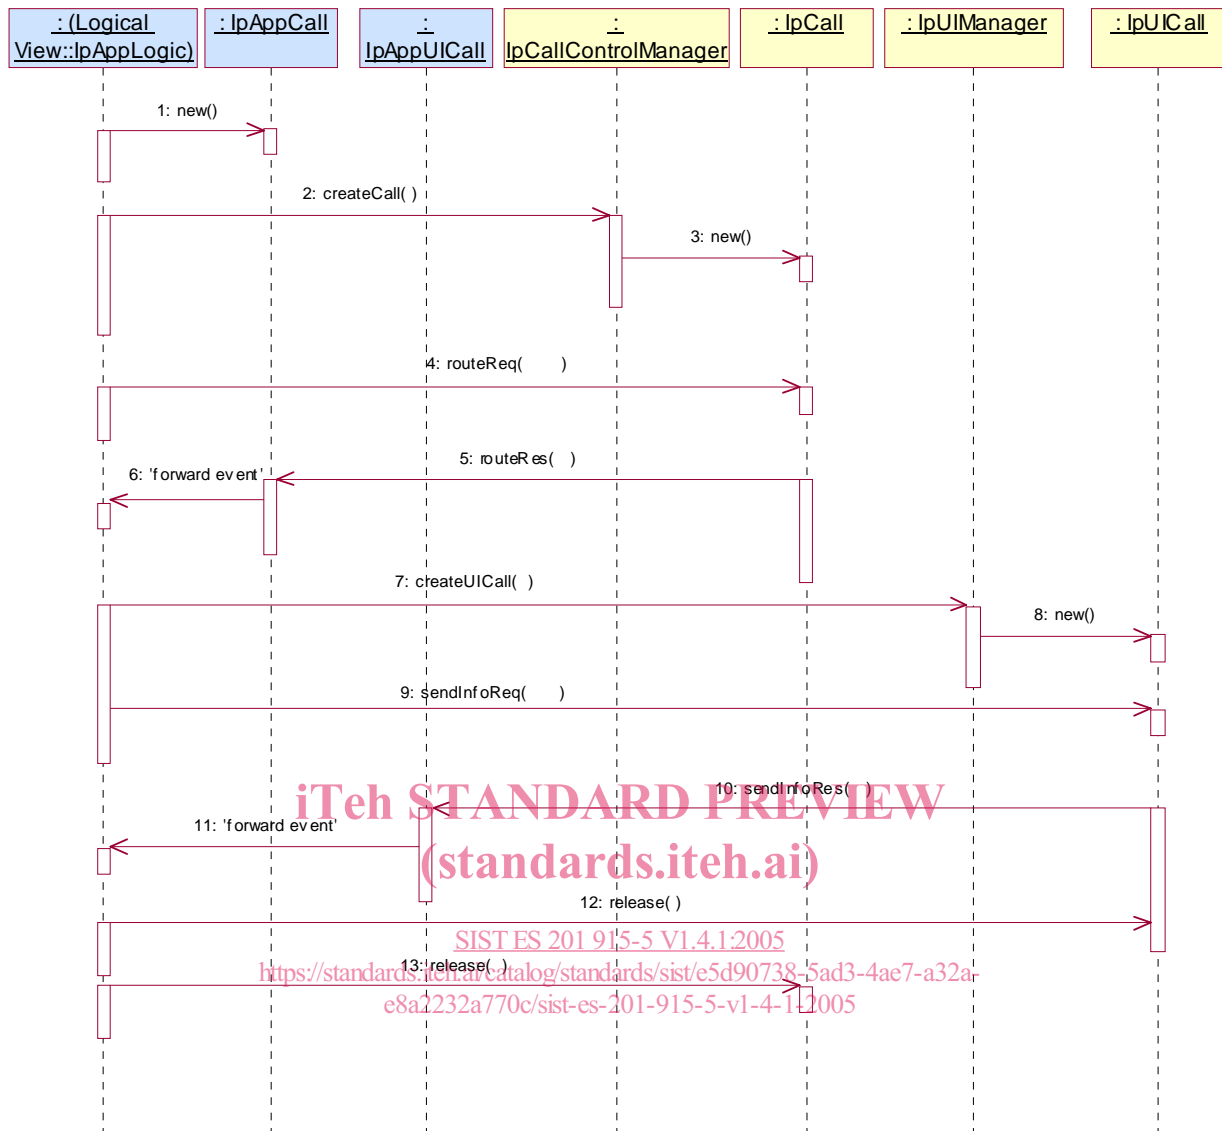 : (Logical
View::IpAppLogic)
: IpAppCall
:
IpAppUICall
:
IpCallControlManager
: IpCall
: IpUIManager
: IpUICall
1: new()
2: createCall( )
3: new()
4: routeReq( )
5: routeRes( )
6: 'forward event'
7: createUICall( )
8: new()
9: sendInfoReq( )
10: sendInfoRes( )
iTeh STANDARD PREVIEW
11: 'forward event'
(standards.iteh.ai)
12: release( )
SIST ES 201 915-5 V1.4.1:2005
13: release( )
https://standards.iteh.ai/catalog/standards/sist/e5d90738-5ad3-4ae7-a32a-
e8a2232a770c/sist-es-201-915-5-v1-4-1-2005